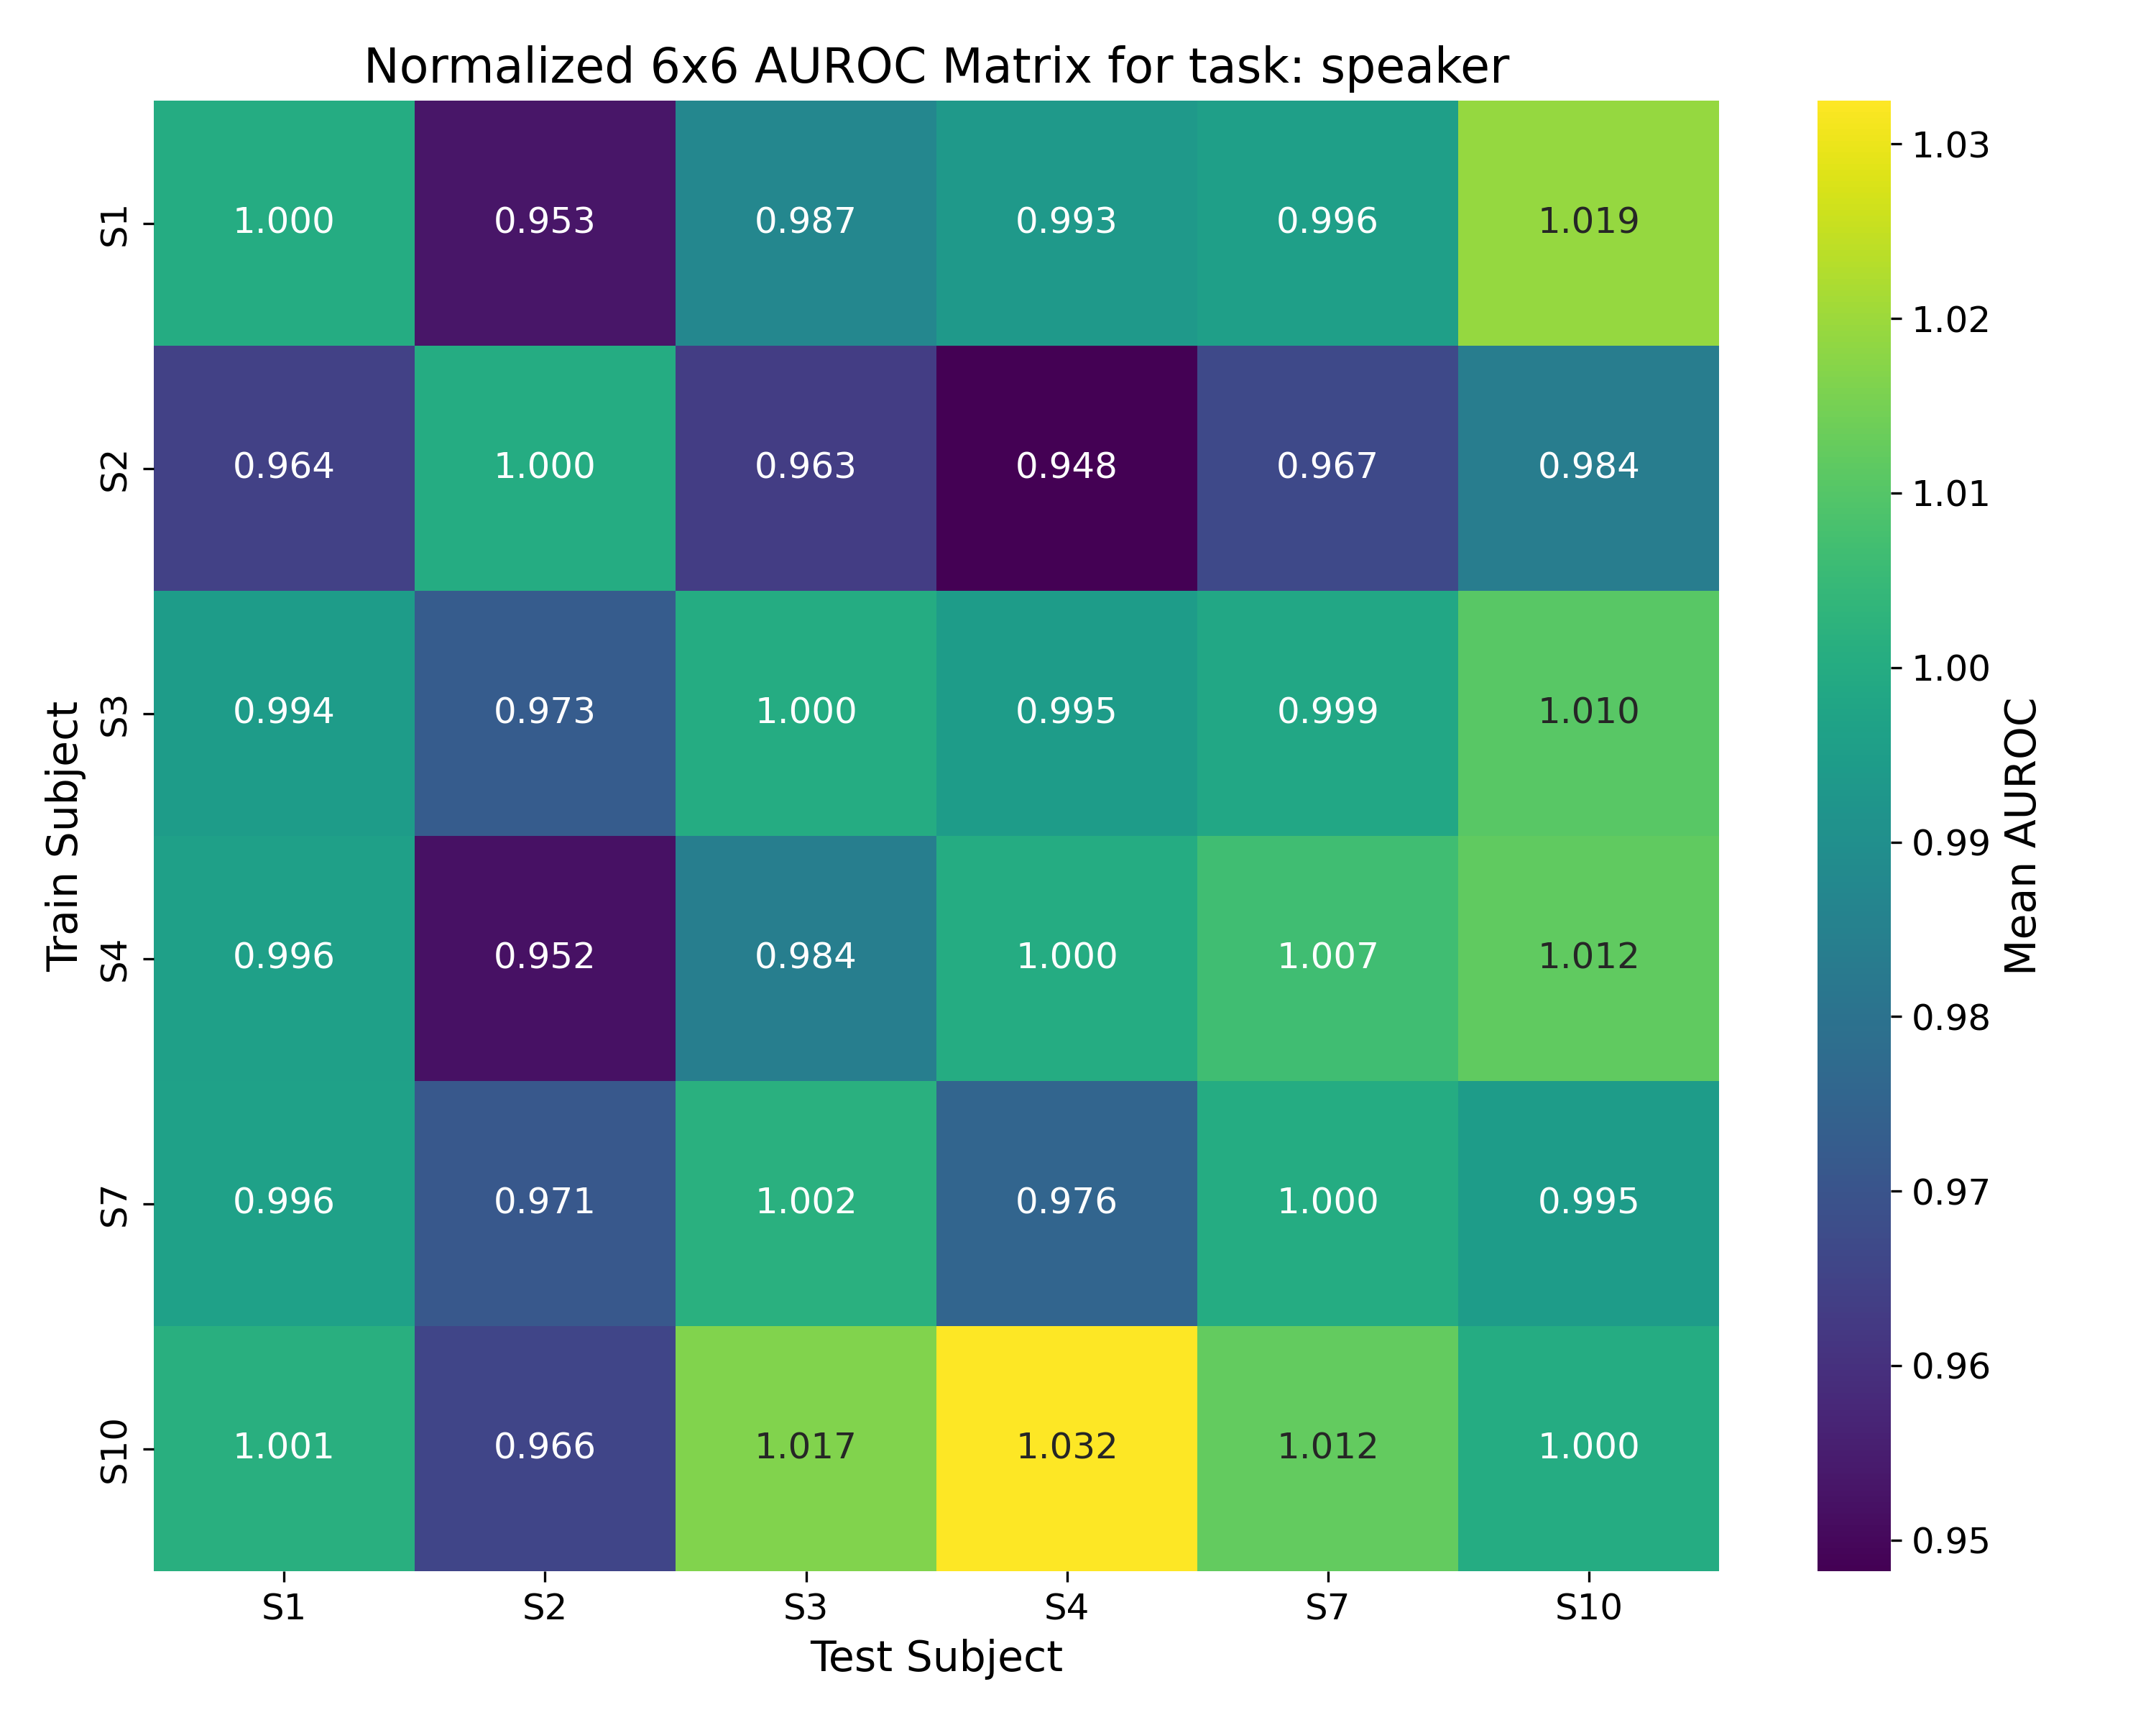 Normalized 6x6 AUROC Matrix for task: speaker
Train Subject
S1 1.000 0.953 0.987 0.993 0.996 1.019
S2 0.964 1.000 0.963 0.948 0.967 0.984
S3 0.994 0.973 1.000 0.995 0.999 1.010
S4 0.996 0.952 0.984 1.000 1.007 1.012
S7 0.996 0.971 1.002 0.976 1.000 0.995
S10 1.001 0.966 1.017 1.032 1.012 1.000
S1 S2 S3 S4 S7 S10
Test Subject
1.03
1.02
1.01
1.00
0.99
0.98
0.97
0.96
0.95
Mean AUROC